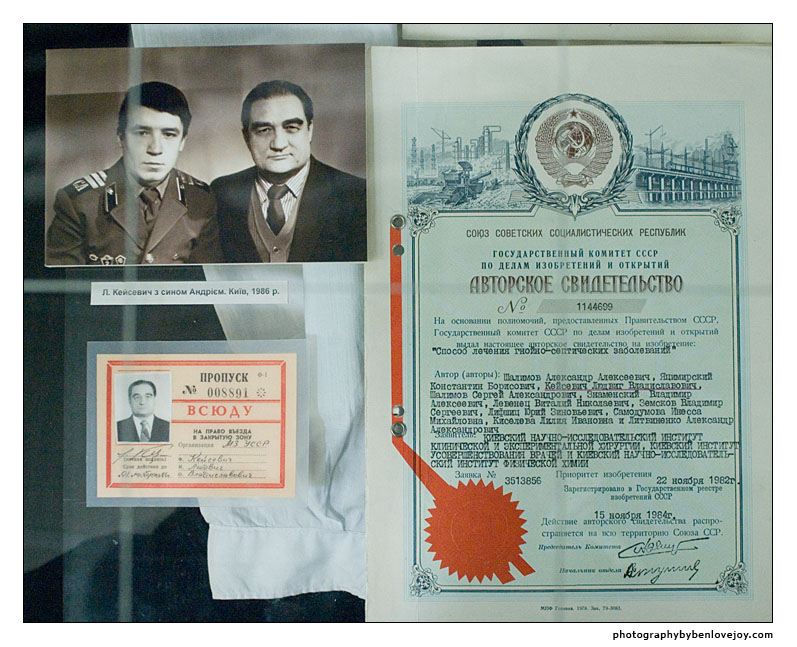 Л. Кейсевич з сином Андрієм. Київ, 1986 р.
ПРОПУСК
№ 008891
ВСЮДУ
НА ПРАВО ВЪЕЗДА
В ЗАКРЫТУЮ ЗОНУ
Организация МЗ УССР
Кейсевич
Людвиг
Владиславович
Срок действия до
СОЮЗ СОВЕТСКИХ СОЦИАЛИСТИЧЕСКИХ РЕСПУБЛИК
ГОСУДАРСТВЕННЫЙ КОМИТЕТ СССР
ПО ДЕЛАМ ИЗОБРЕТЕНИЙ И ОТКРЫТИЙ
АВТОРСКОЕ СВИДЕТЕЛЬСТВО
№ 1144699
На основании полномочий, предоставленных Правительством СССР,
Государственный комитет СССР по делам изобретений и открытий
выдал настоящее авторское свидетельство на изобретение:
"Способ лечения гнойно-септических заболеваний"
Автор (авторы): Шалимов Александр Алексеевич, Яцимирский
Константин Борисович, Кейсевич Людвиг Владиславович,
Шалимов Сергей Александрович, Знаменский Владимир
Алексеевич, Левенец Виталий Николаевич, Земсков Владимир
Сергеевич, Лифшиц Юрий Зиновьевич, Самодумова Инесса
Михайловна, Киселева Лилия Ивановна и Литвиненко Александр
Александрович
Заявитель: КИЕВСКИЙ НАУЧНО-ИССЛЕДОВАТЕЛЬСКИЙ ИНСТИТУТ
КЛИНИЧЕСКОЙ И ЭКСПЕРИМЕНТАЛЬНОЙ ХИРУРГИИ, КИЕВСКИЙ ИНСТИТУТ
УСОВЕРШЕНСТВОВАНИЯ ВРАЧЕЙ И КИЕВСКИЙ НАУЧНО-ИССЛЕДОВАТЕЛЬ-
СКИЙ ИНСТИТУТ ФИЗИЧЕСКОЙ ХИМИИ
Заявка № 3513856 Приоритет изобретения 22 ноября 1982г.
Зарегистрировано в Государственном реестре
изобретений СССР
15 ноября 1984г.
Действие авторского свидетельства распро-
страняется на всю территорию Союза ССР.
Председатель Комитета
Начальник отдела
photographybybenlovejoy.com